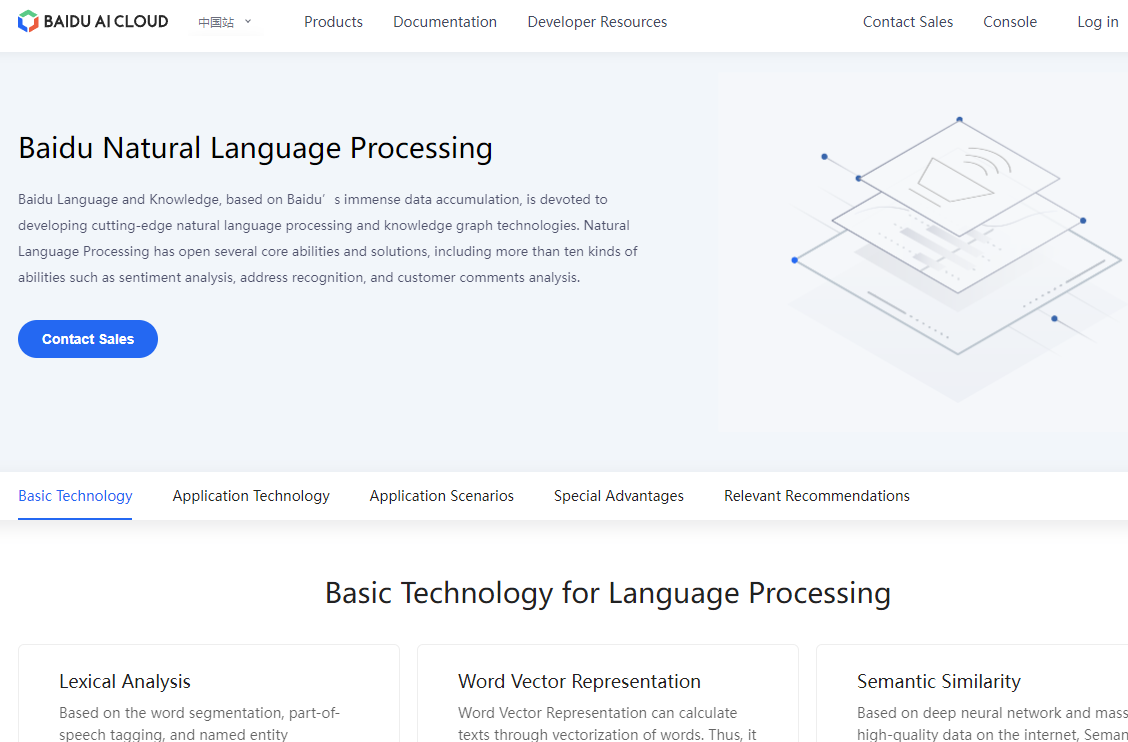 BAIDU AI CLOUD 中国站 Products Documentation Developer Resources Contact Sales Console Log in
Baidu Natural Language Processing
Baidu Language and Knowledge, based on Baidu’s immense data accumulation, is devoted to
developing cutting-edge natural language processing and knowledge graph technologies. Natural
Language Processing has open several core abilities and solutions, including more than ten kinds of
abilities such as sentiment analysis, address recognition, and customer comments analysis.
Contact Sales
Basic Technology Application Technology Application Scenarios Special Advantages Relevant Recommendations
Basic Technology for Language Processing
Lexical Analysis
Based on the word segmentation, part-of-
speech tagging, and named entity
Word Vector Representation
Word Vector Representation can calculate
texts through vectorization of words. Thus, it
Semantic Similarity
Based on deep neural network and mass
high-quality data on the internet, Seman